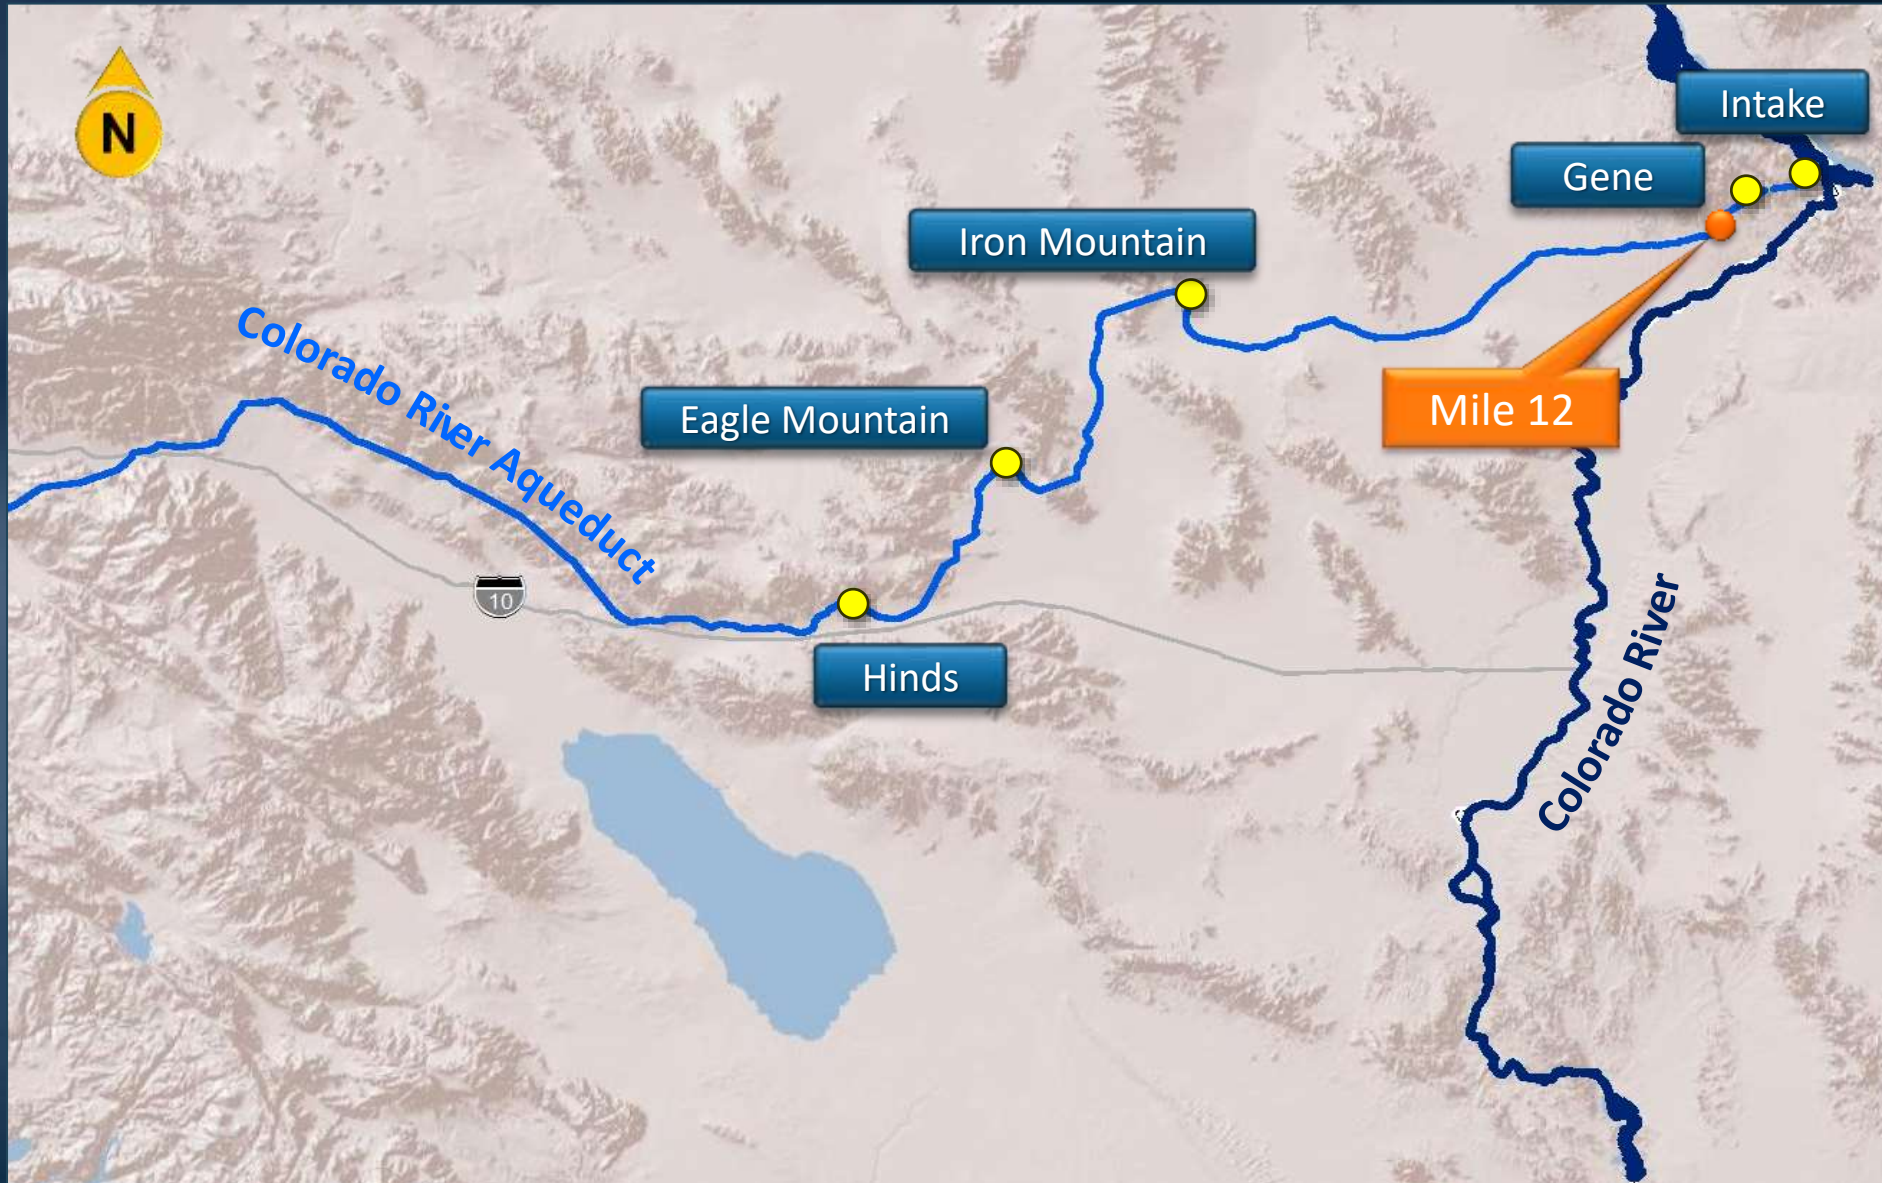 N
Intake
Gene
Iron Mountain
Mile 12
Eagle Mountain
Colorado River Aqueduct
10
Hinds
Colorado River